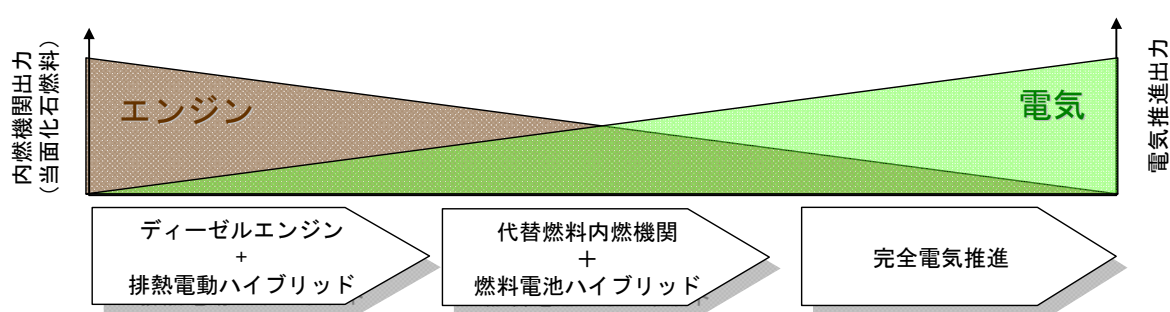 内燃機関出力
（当面化石燃料）
エンジン
電気
電気推進出力
ディーゼルエンジン
+
排熱電動ハイブリッド
代替燃料内燃機関
＋
燃料電池ハイブリッド
完全電気推進